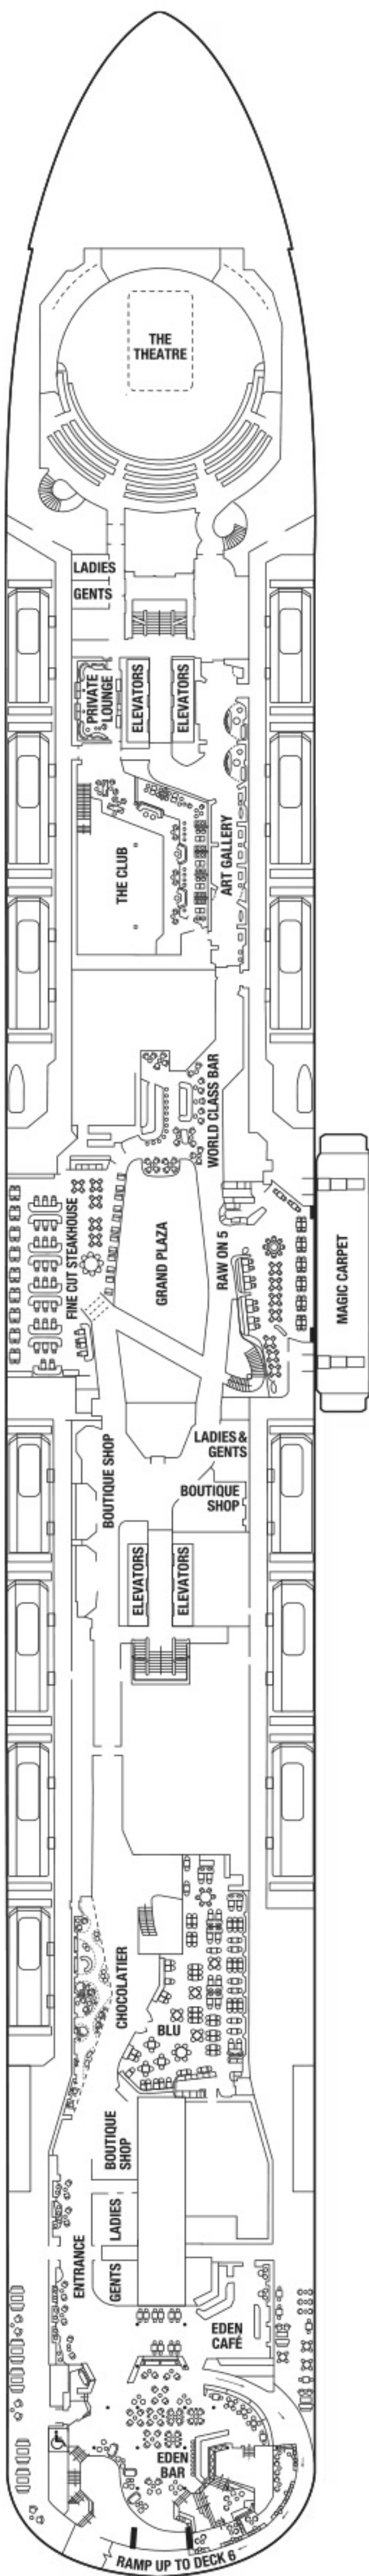 THE
THEATRE
LADIES
GENTS
PRIVATE
LOUNGE
ELEVATORS
ELEVATORS
THE CLUB
ART GALLERY
WORLD CLASS BAR
FINE CUT STEAKHOUSE
GRAND PLAZA
RAW ON 5
MAGIC CARPET
LADIES &
GENTS
BOUTIQUE SHOP
BOUTIQUE
SHOP
ELEVATORS
ELEVATORS
CHOCOLATIER
BLU
BOUTIQUE
SHOP
LADIES
ENTRANCE
GENTS
EDEN
CAFÉ
EDEN
BAR
RAMP UP TO DECK 6